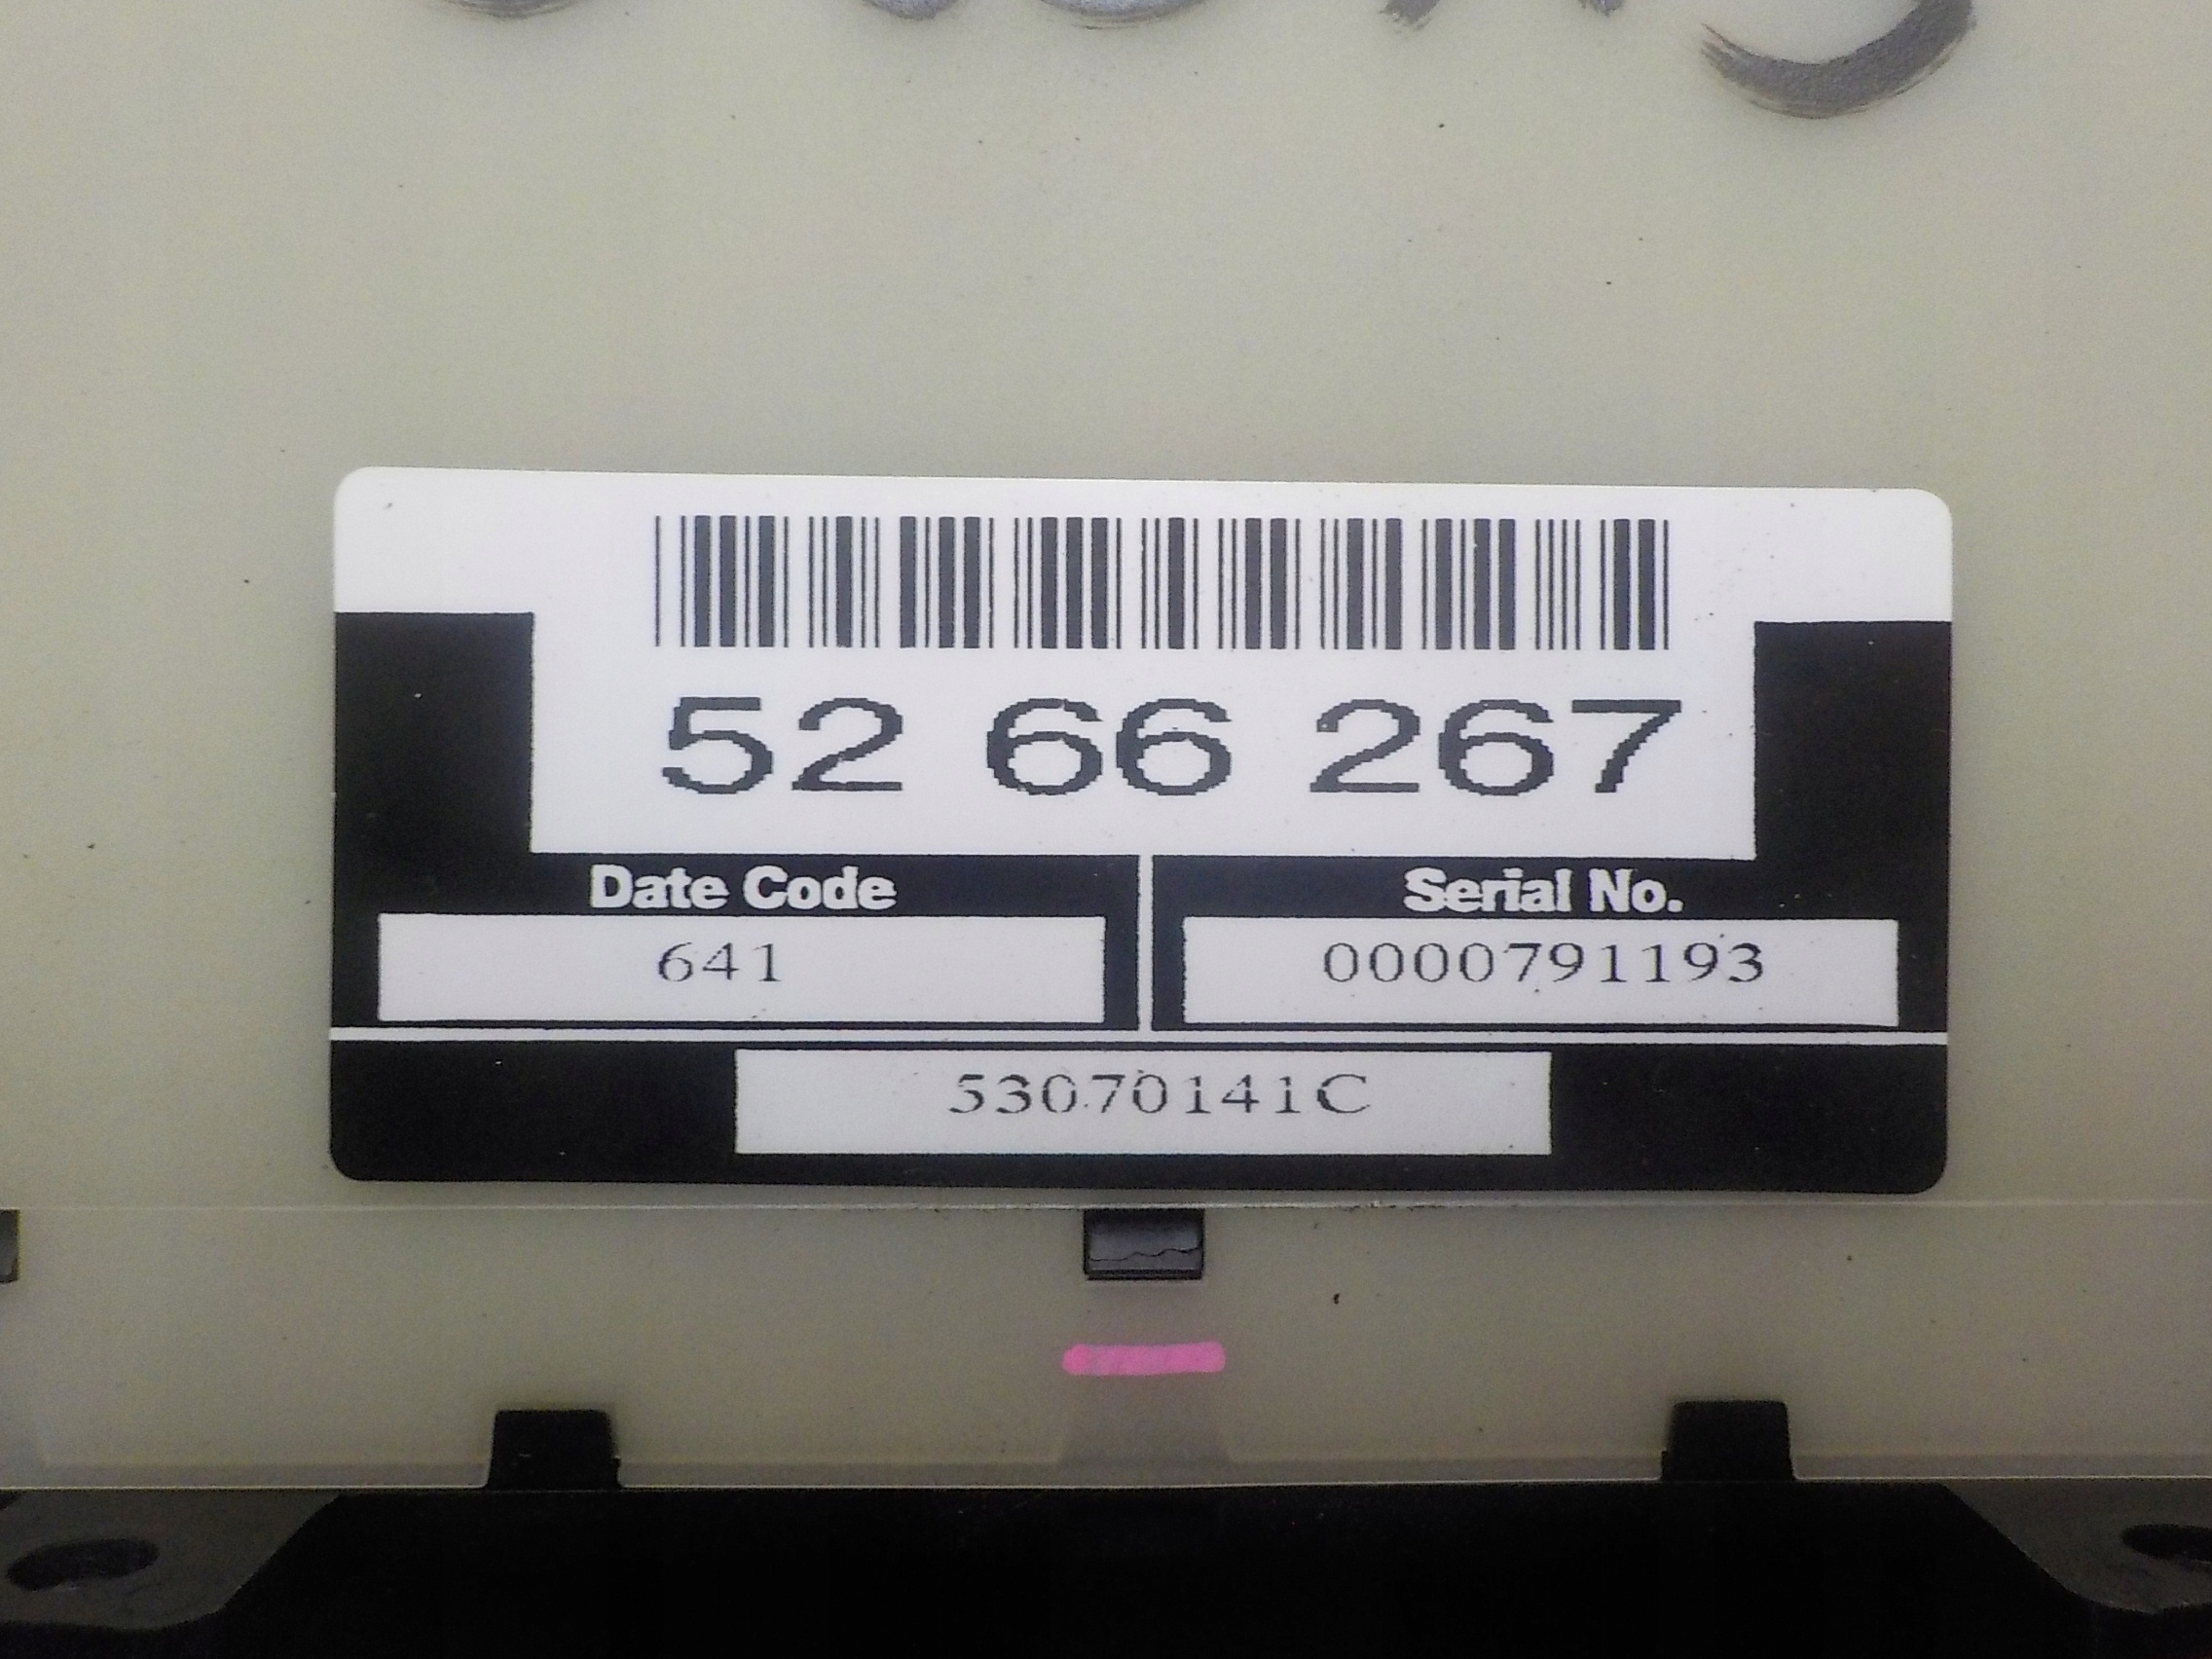 52 66 267
Date Code
Serial No.
641
0000791193
53070141C